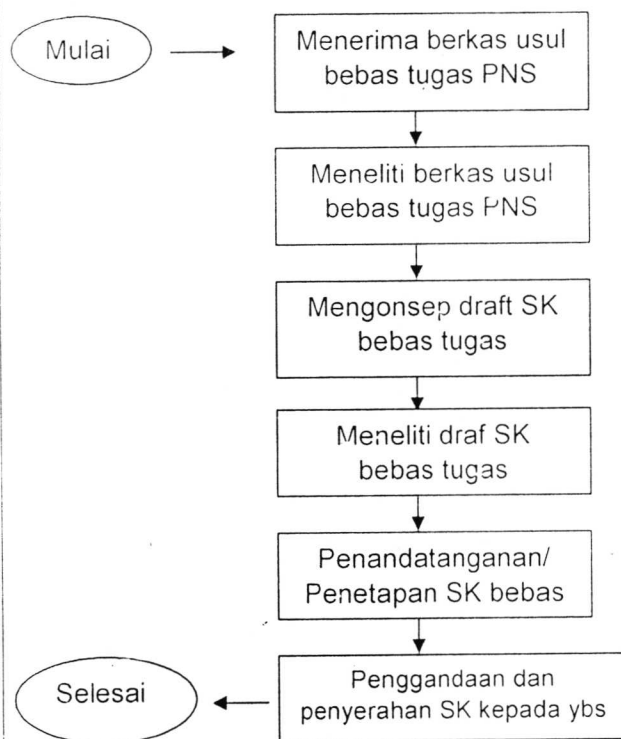 Mulai
Menerima berkas usul
bebas tugas PNS
Meneliti berkas usul
bebas tugas PNS
Mengonsep draft SK
bebas tugas
Meneliti draf SK
bebas tugas
Penandatanganan/
Penetapan SK bebas
Penggandaan dan
penyerahan SK kepada ybs
Selesai